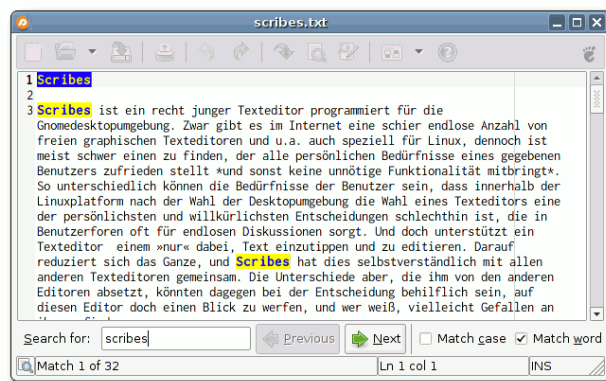 scribes.txt
1 Scribes
2
3 Scribes ist ein recht junger Texteditor programmiert für die
Gnomedesktopumgebung. Zwar gibt es im Internet eine schier endlose Anzahl von
freien graphischen Texteditoren und u.a. auch speziell für Linux, dennoch ist
meist schwer einen zu finden, der alle persönlichen Bedürfnisse eines gegebenen
Benutzers zufrieden stellt *und sonst keine unnötige Funktionalität mitbringt*.
So unterschiedlich können die Bedürfnisse der Benutzer sein, dass innerhalb der
Linuxplatform nach der Wahl der Desktopumgebung die Wahl eines Texteditors eine
der persönlichsten und willkürlichsten Entscheidungen schlechthin ist, die in
Benutzerforen oft für endlosen Diskussionen sorgt. Und doch unterstützt ein
Texteditor einem »nur« dabei, Text einzutippen und zu editieren. Darauf
reduziert sich das Ganze, und Scribes hat dies selbstverständlich mit allen
anderen Texteditoren gemeinsam. Die Unterschiede aber, die ihm von den anderen
Editoren absetzt, könnten dagegen bei der Entscheidung behilflich sein, auf
diesen Editor doch einen Blick zu werfen, und wer weiß, vielleicht Gefallen an
Search for: scribes Previous Next Match case Match word
Match 1 of 32 Ln 1 col 1 INS